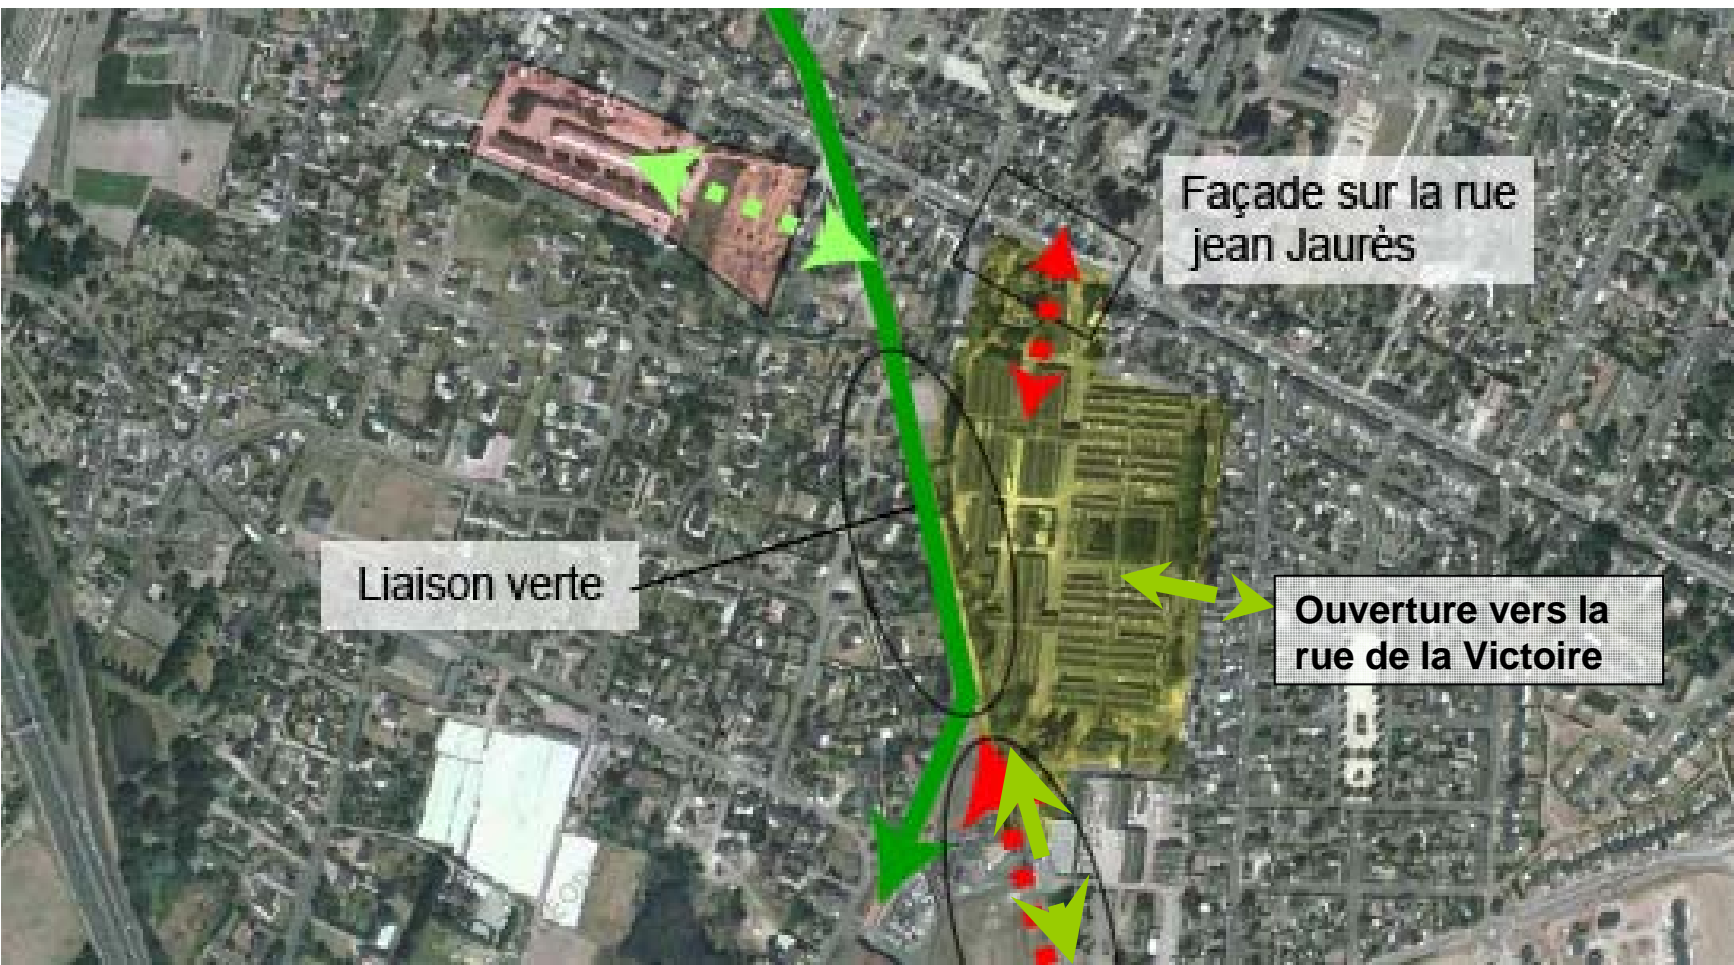 Façade sur la rue
jean Jaurès
Liaison verte
Ouverture vers la
rue de la Victoire